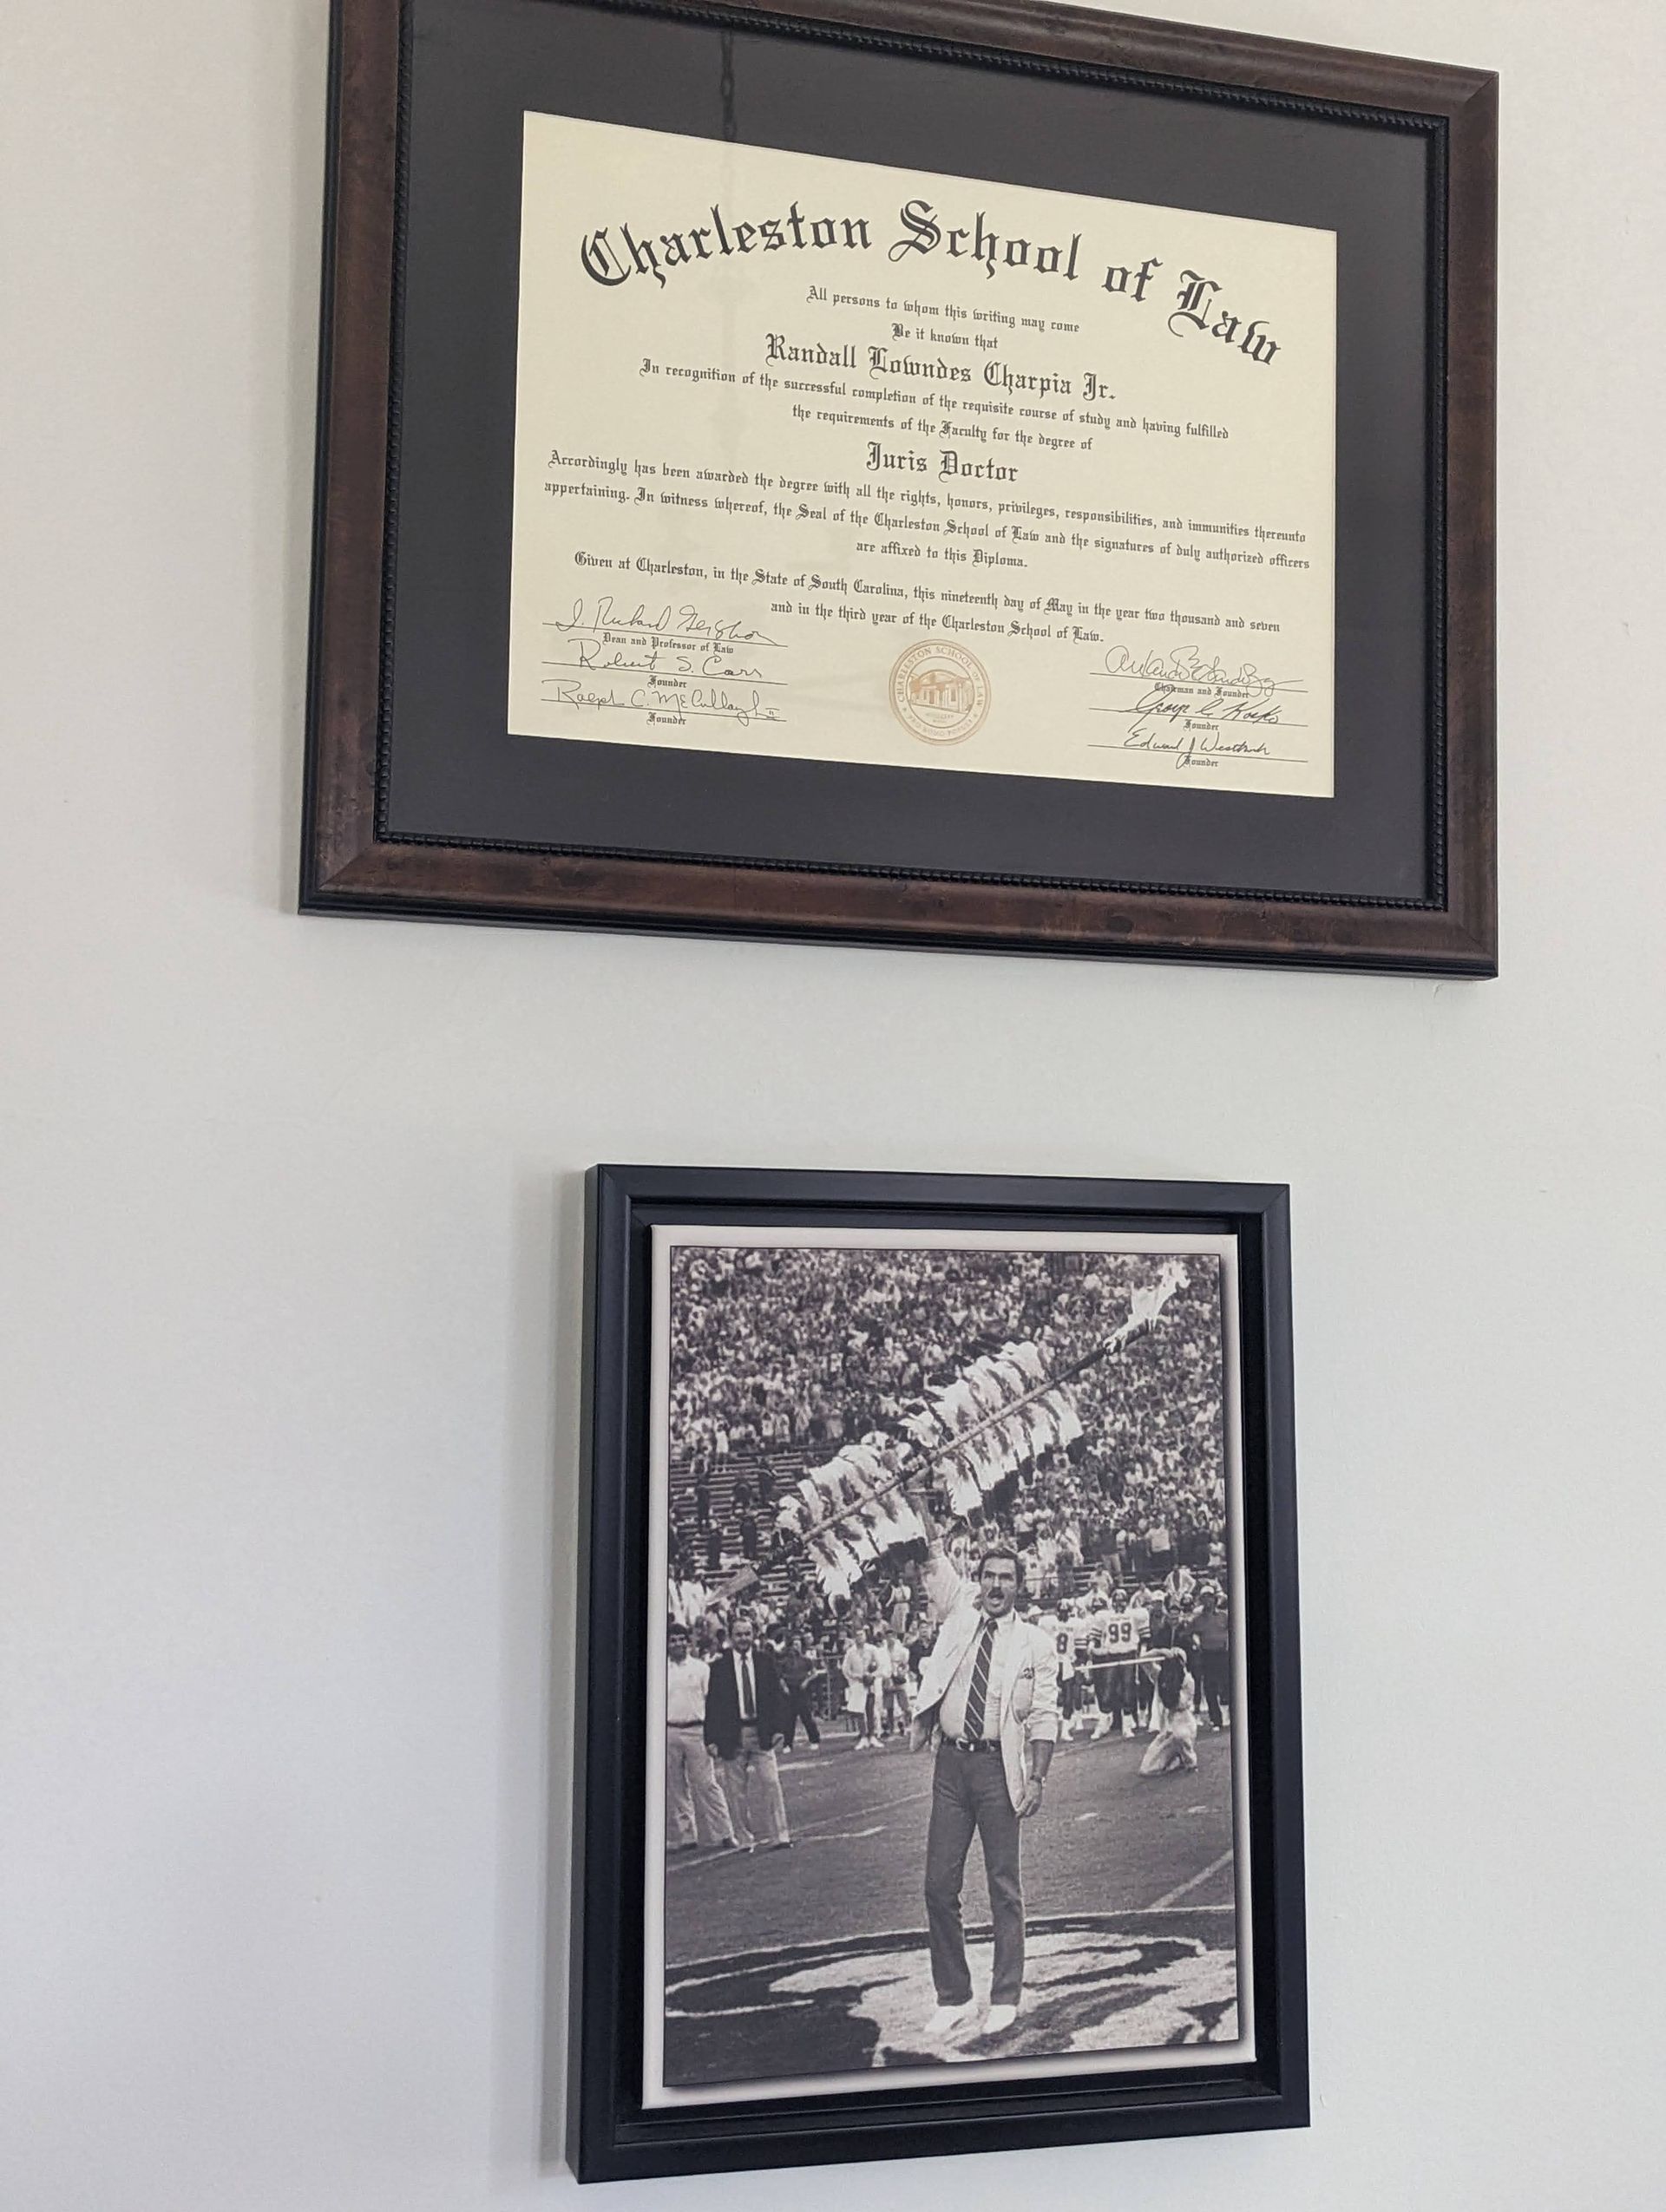 Charleston School of Law
All persons to whom this writing may come
Be it known that
Randall Lowndes Charpia Jr.
In recognition of the successful completion of the requisite course of study and having fulfilled
the requirements of the Faculty for the degree of
Juris Doctor
Accordingly has been awarded the degree with all the rights, honors, privileges, responsibilities, and immunities thereunto
appertaining. In witness whereof, the Seal of the Charleston School of Law and the signatures of duly authorized officers
are affixed to this Diploma.
Given at Charleston, in the State of South Carolina, this nineteenth day of May in the year two thousand and seven
and in the third year of the Charleston School of Law.
Dean and Professor of Law
Robert S. Carr
Founder
Ralph C. McCullough II
Founder
CHARLESTON SCHOOL OF LAW
PRO BONO POPULI
Chairman and Founder
Founder
Edward J Westbrook
Founder
8
99